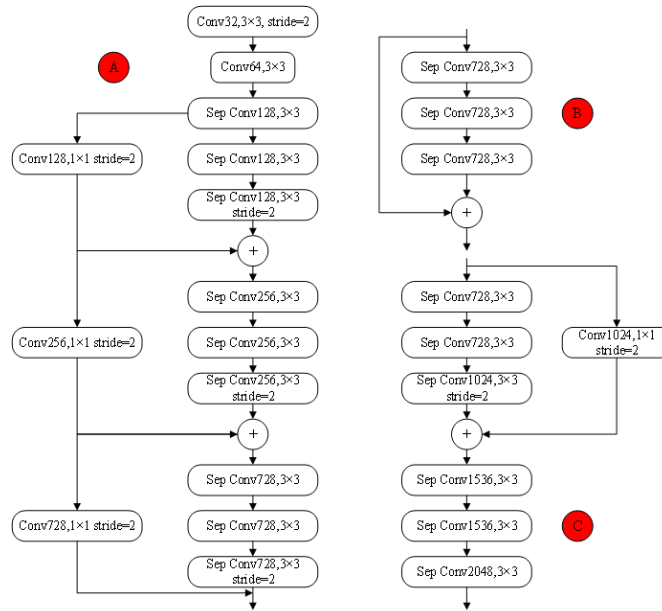 Conv32,3×3, stride=2
A
Conv64,3×3
Sep Conv128,3×3
Conv128,1×1 stride=2
Sep Conv128,3×3
Sep Conv128,3×3
stride=2
+
Sep Conv256,3×3
Conv256,1×1 stride=2
Sep Conv256,3×3
Sep Conv256,3×3
stride=2
+
Sep Conv728,3×3
Conv728,1×1 stride=2
Sep Conv728,3×3
Sep Conv728,3×3
stride=2
Sep Conv728,3×3
Sep Conv728,3×3
B
Sep Conv728,3×3
+
Sep Conv728,3×3
Sep Conv728,3×3
Conv1024,1×1
stride=2
Sep Conv1024,3×3
stride=2
+
Sep Conv1536,3×3
Sep Conv1536,3×3
C
Sep Conv2048,3×3